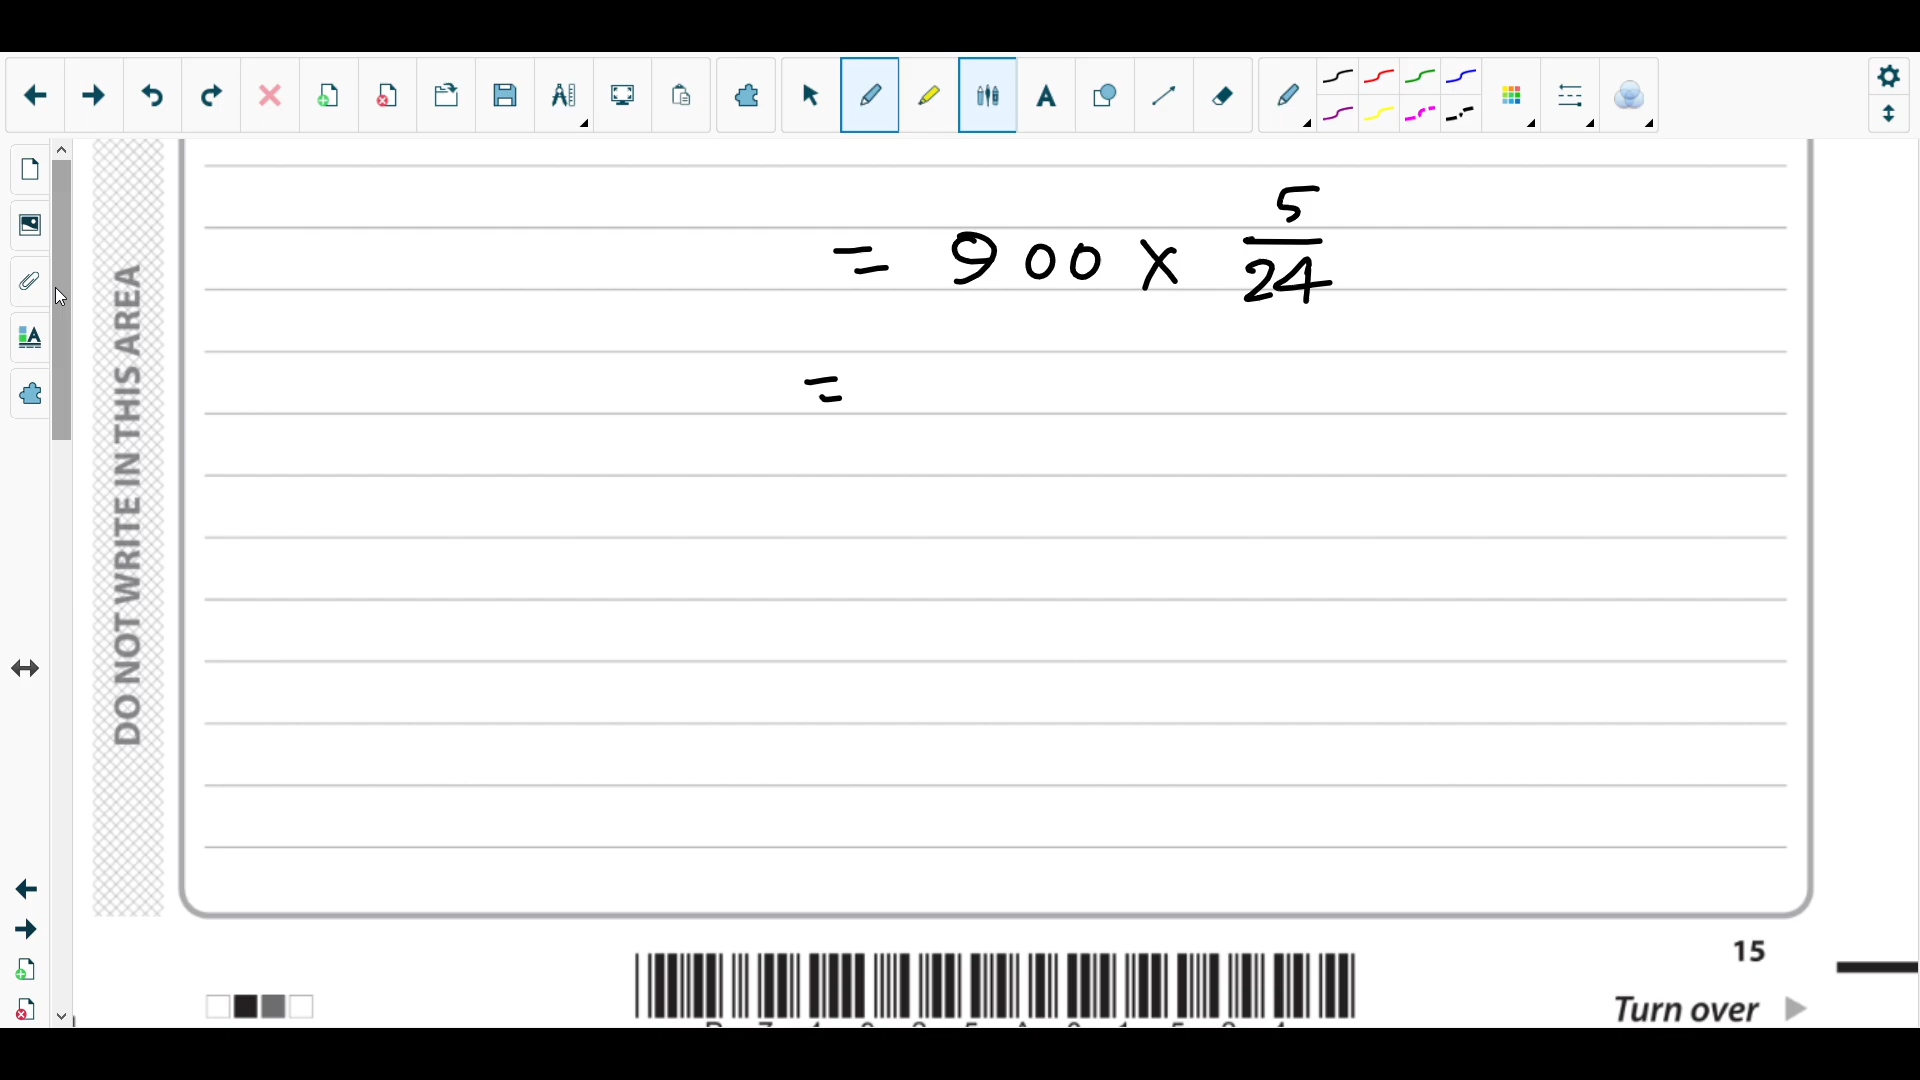 = 900 × 5/24
=
DO NOT WRITE IN THIS AREA
15
Turn over